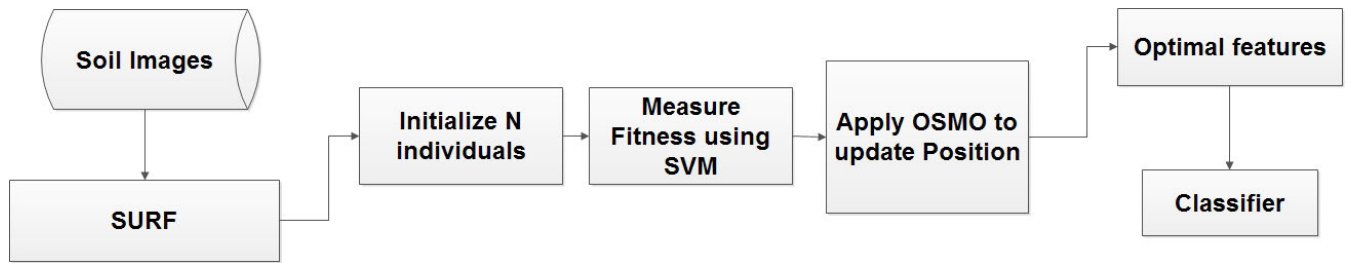 Soil Images
SURF
Initialize N
individuals
Measure
Fitness using
SVM
Apply OSMO to
update Position
Optimal features
Classifier